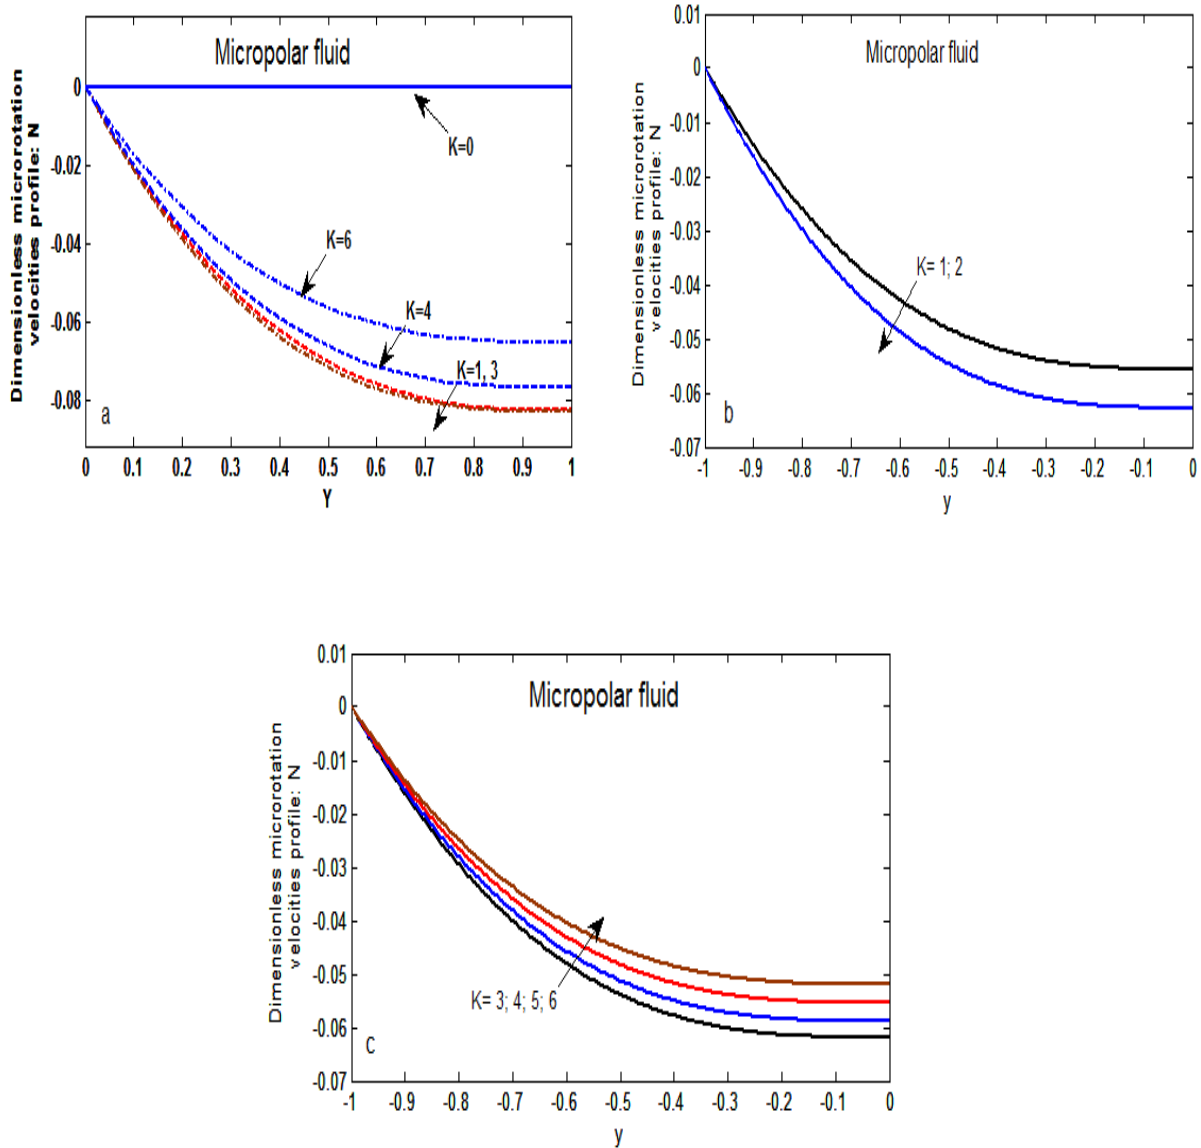 Micropolar fluid
Dimensionless microrotation
velocities profile: N
0
-0.02
-0.04
-0.06
-0.08
K=0
K=6
K=4
K=1, 3
a
0 0.1 0.2 0.3 0.4 0.5 0.6 0.7 0.8 0.9 1
Y
Micropolar fluid
Dimensionless microrotation
velocities profile: N
0.01
0
-0.01
-0.02
-0.03
-0.04
-0.05
-0.06
-0.07
K= 1; 2
b
-1 -0.9 -0.8 -0.7 -0.6 -0.5 -0.4 -0.3 -0.2 -0.1 0
y
Micropolar fluid
Dimensionless microrotation
velocities profile: N
0.01
0
-0.01
-0.02
-0.03
-0.04
-0.05
-0.06
-0.07
K= 3; 4; 5; 6
c
-1 -0.9 -0.8 -0.7 -0.6 -0.5 -0.4 -0.3 -0.2 -0.1 0
y